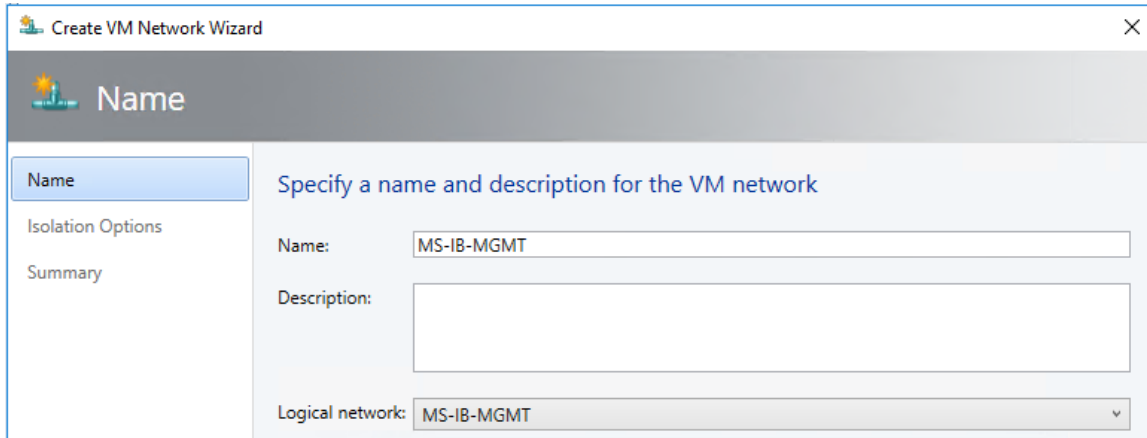 Create VM Network Wizard
Name
Name
Isolation Options
Summary
Specify a name and description for the VM network
Name: MS-IB-MGMT
Description:
Logical network: MS-IB-MGMT